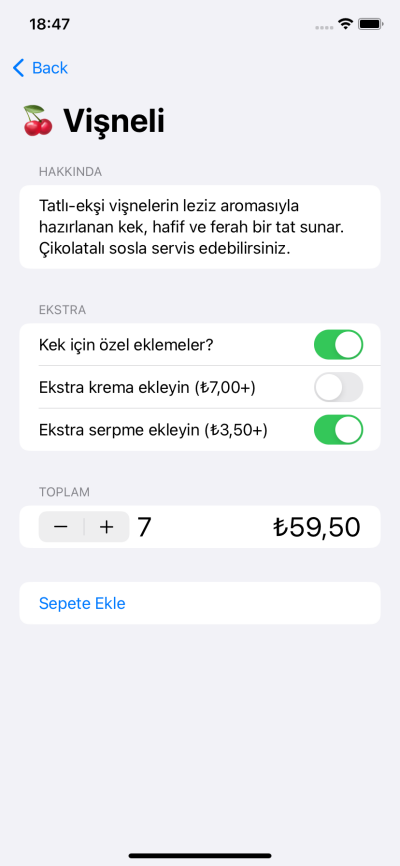 18:47
Back
Vişneli
HAKKINDA
Tatlı-ekşi vişnelerin leziz aromasıyla
hazırlanan kek, hafif ve ferah bir tat sunar.
Çikolatalı sosla servis edebilirsiniz.
EKSTRA
Kek için özel eklemeler?
Ekstra krema ekleyin (₺7,00+)
Ekstra serpme ekleyin (₺3,50+)
TOPLAM
− + 7 ₺59,50
Sepete Ekle